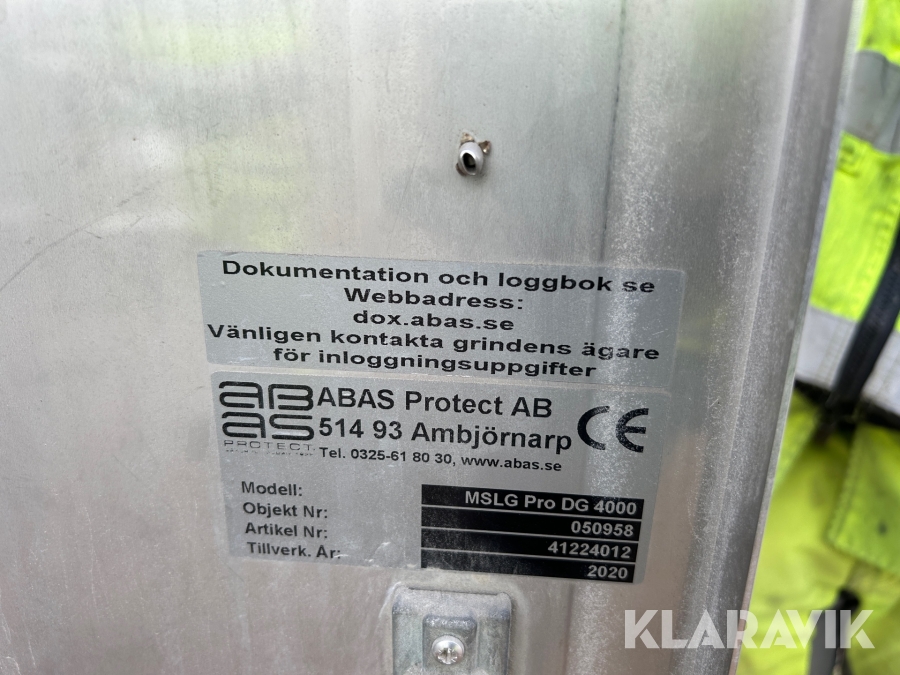 Dokumentation och loggbok se
Webbadress:
dox.abas.se
Vänligen kontakta grindens ägare
för inloggningsuppgifter
ABAS
PROTECT
ABAS Protect AB
514 93 Ambjörnarp
Tel. 0325-61 80 30, www.abas.se
CE
Modell: MSLG Pro DG 4000
Objekt Nr: 050958
Artikel Nr: 41224012
Tillverk. År: 2020
KLARAVIK